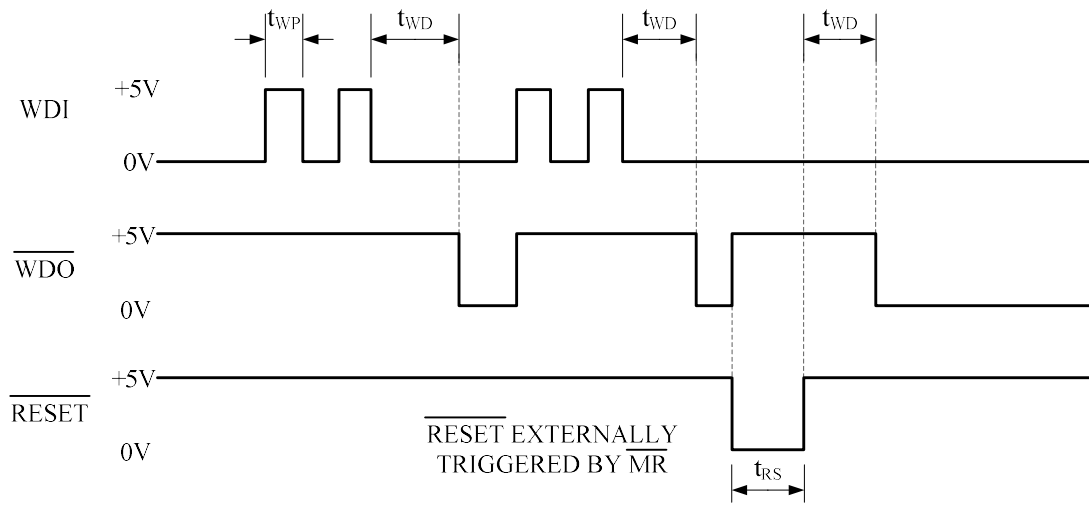 tWP
tWD
tWD
tWD
WDI
+5V
0V
WDO
+5V
0V
RESET
+5V
0V
RESET EXTERNALLY
TRIGGERED BY MR
tRS